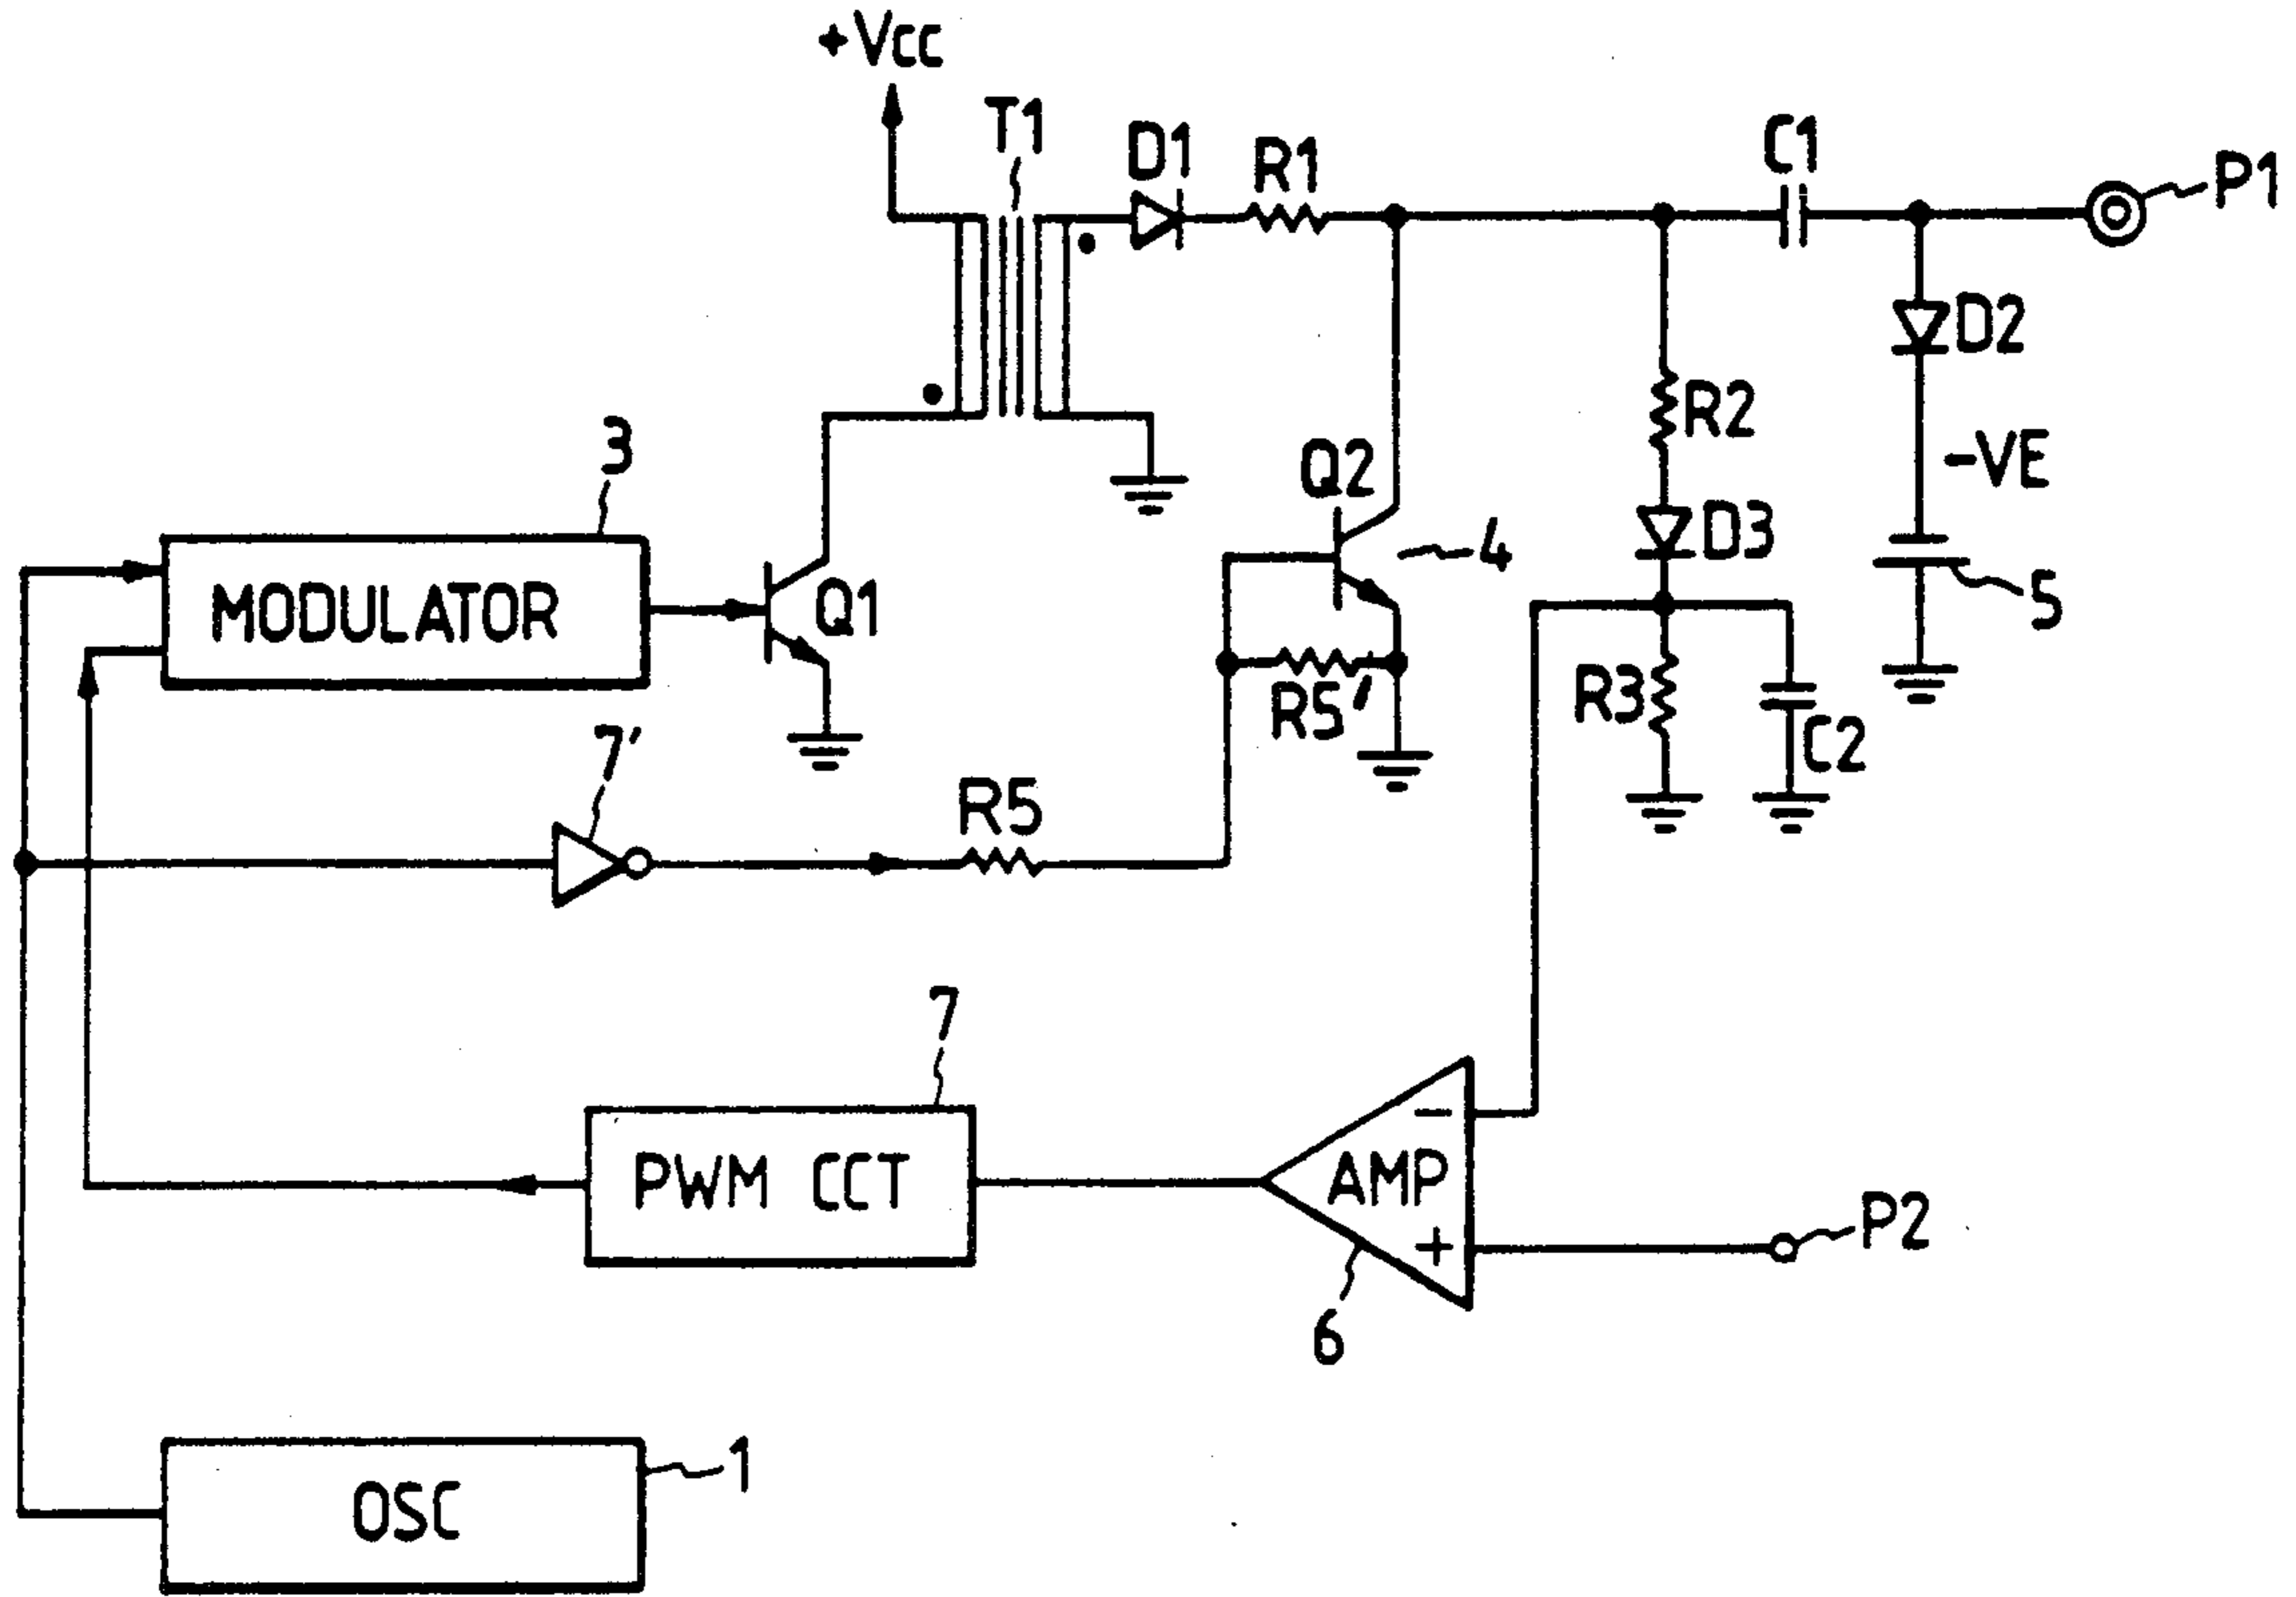 +Vcc
T1
D1
R1
C1
P1
D2
R2
-VE
3
Q2
D3
4
5
MODULATOR
Q1
R5'
R3
C2
7'
R5
7
PWM CCT
-
AMP
+
P2
6
OSC
1